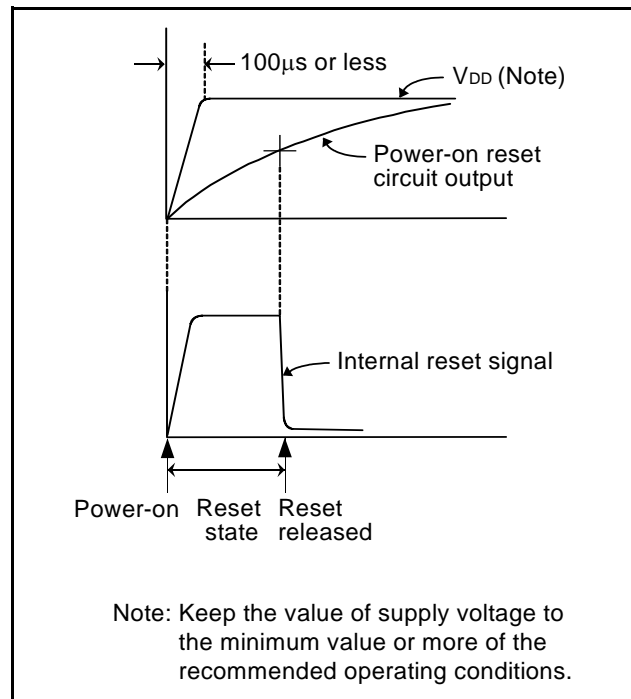 100μs or less
VDD (Note)
Power-on reset
circuit output
Internal reset signal
Power-on Reset Reset
state released
Note: Keep the value of supply voltage to
the minimum value or more of the
recommended operating conditions.